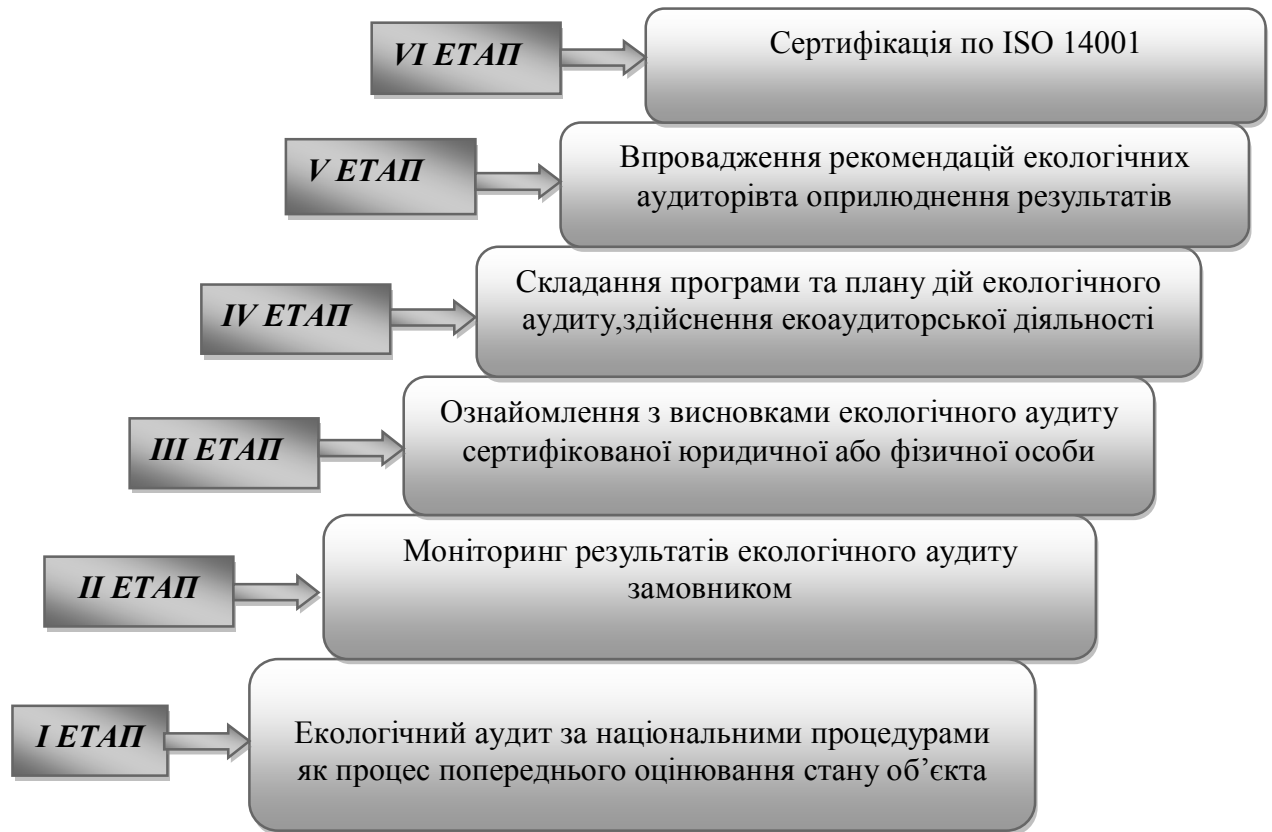 VI ЕТАП
Сертифікація по ISO 14001
V ЕТАП
Впровадження рекомендацій екологічних
аудиторівта оприлюднення результатів
IV ЕТАП
Складання програми та плану дій екологічного
аудиту,здійснення екоаудиторської діяльності
III ЕТАП
Ознайомлення з висновками екологічного аудиту
сертифікованої юридичної або фізичної особи
II ЕТАП
Моніторинг результатів екологічного аудиту
замовником
I ЕТАП
Екологічний аудит за національними процедурами
як процес попереднього оцінювання стану об’єкта